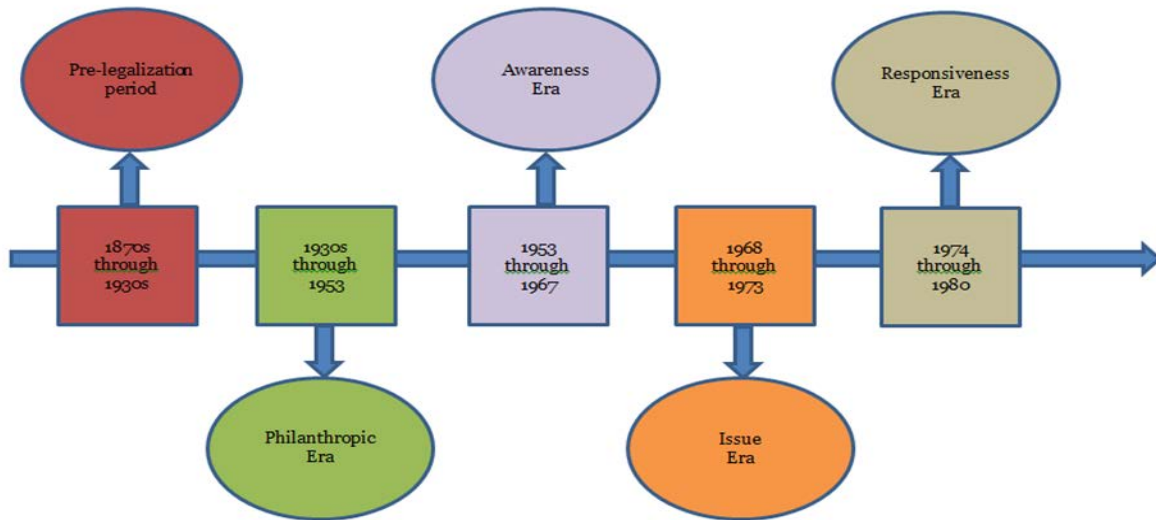 Pre-legalization
period
Awareness
Era
Responsiveness
Era
1870s
through
1930s
1930s
through
1953
1953
through
1967
1968
through
1973
1974
through
1980
Philanthropic
Era
Issue
Era